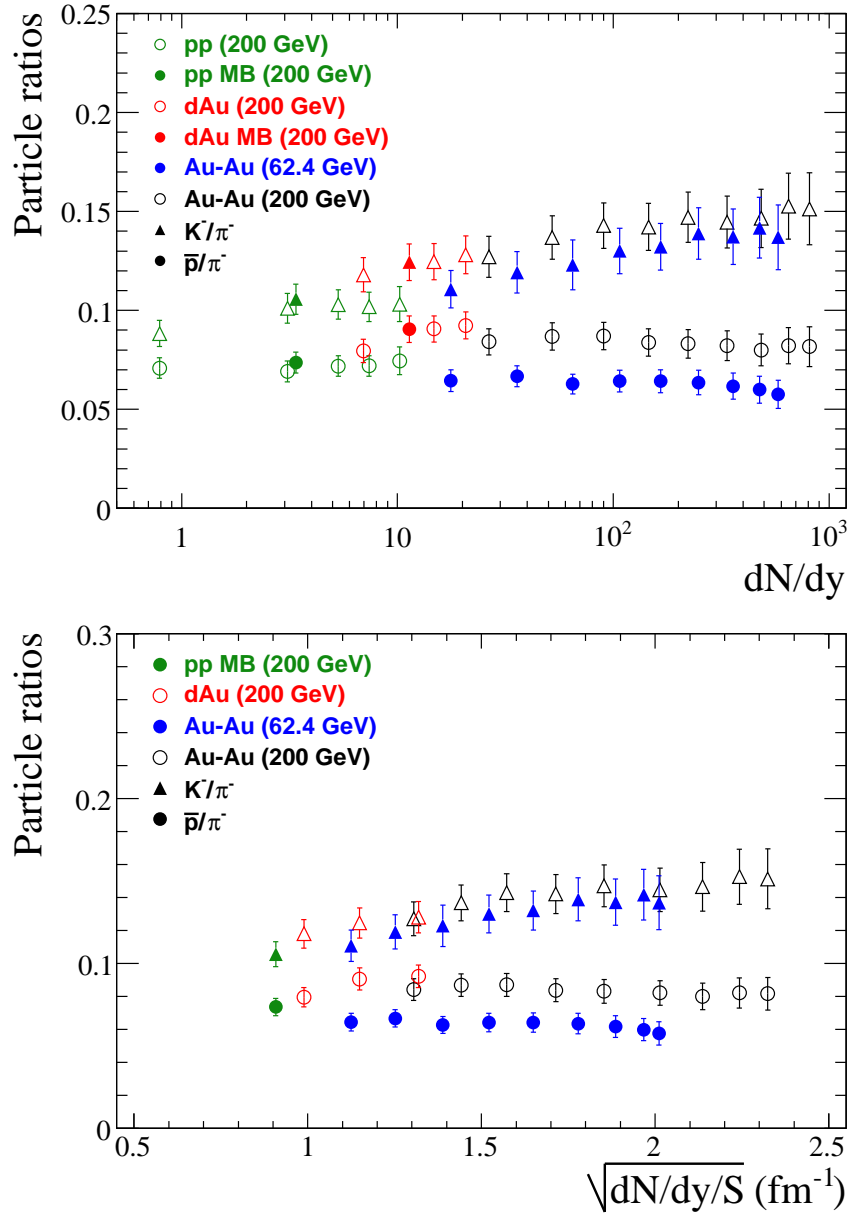 Particle ratios
0.25
0.2
0.15
0.1
0.05
0
pp (200 GeV)
pp MB (200 GeV)
dAu (200 GeV)
dAu MB (200 GeV)
Au-Au (62.4 GeV)
Au-Au (200 GeV)
K⁻/π⁻
p̅/π⁻
1 10 10² 10³
dN/dy
Particle ratios
0.3
0.2
0.1
0
pp MB (200 GeV)
dAu (200 GeV)
Au-Au (62.4 GeV)
Au-Au (200 GeV)
K⁻/π⁻
p̅/π⁻
0.5 1 1.5 2 2.5
√dN/dy/S (fm⁻¹)